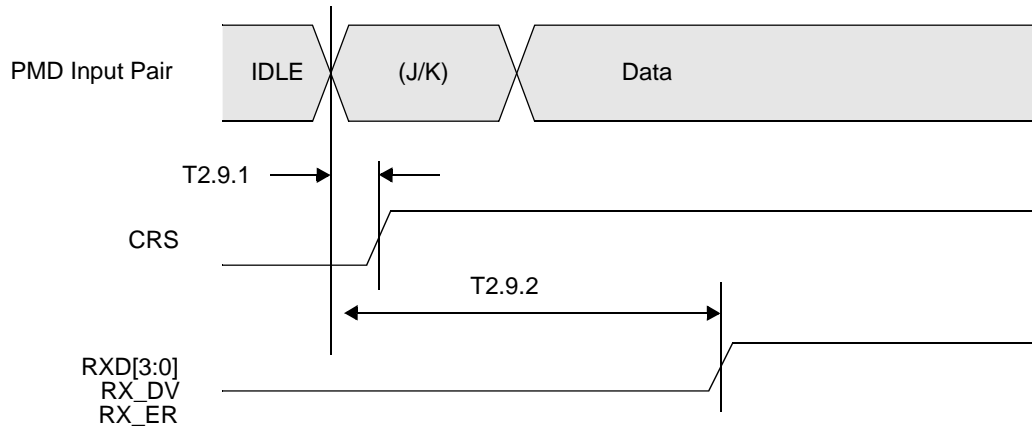 PMD Input Pair
IDLE
(J/K)
Data
T2.9.1
CRS
T2.9.2
RXD[3:0]
RX_DV
RX_ER